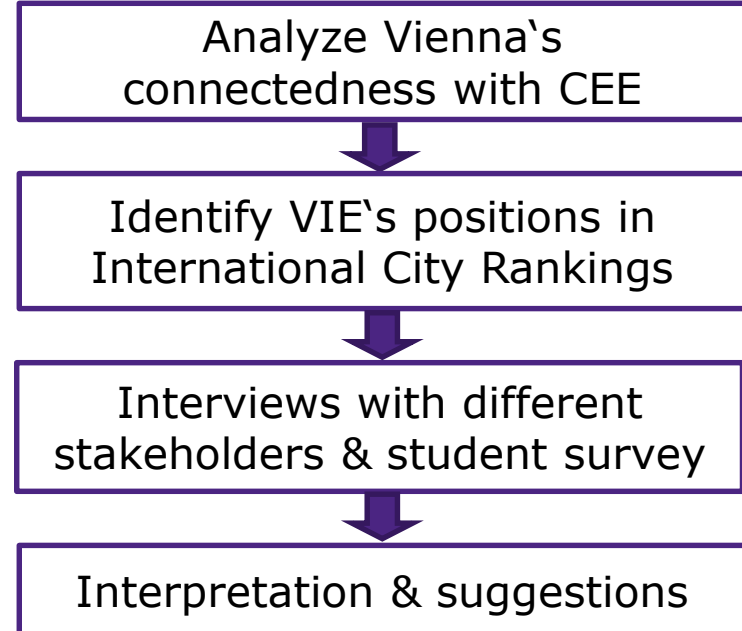 Analyze Vienna‘s
connectedness with CEE
Identify VIE‘s positions in
International City Rankings
Interviews with different
stakeholders & student survey
Interpretation & suggestions